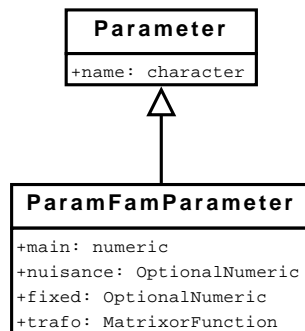 Parameter
+name: character
ParamFamParameter
+main: numeric
+nuisance: OptionalNumeric
+fixed: OptionalNumeric
+trafo: MatrixorFunction